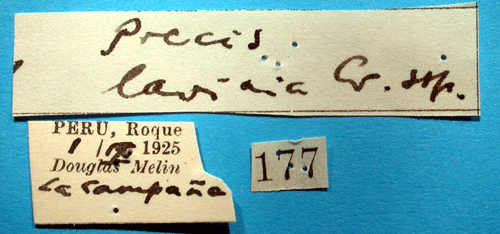 Precis
lavinia Cr. ssp.
PERU, Roque
1 / 1925
Douglas Melin
La Campaña
177